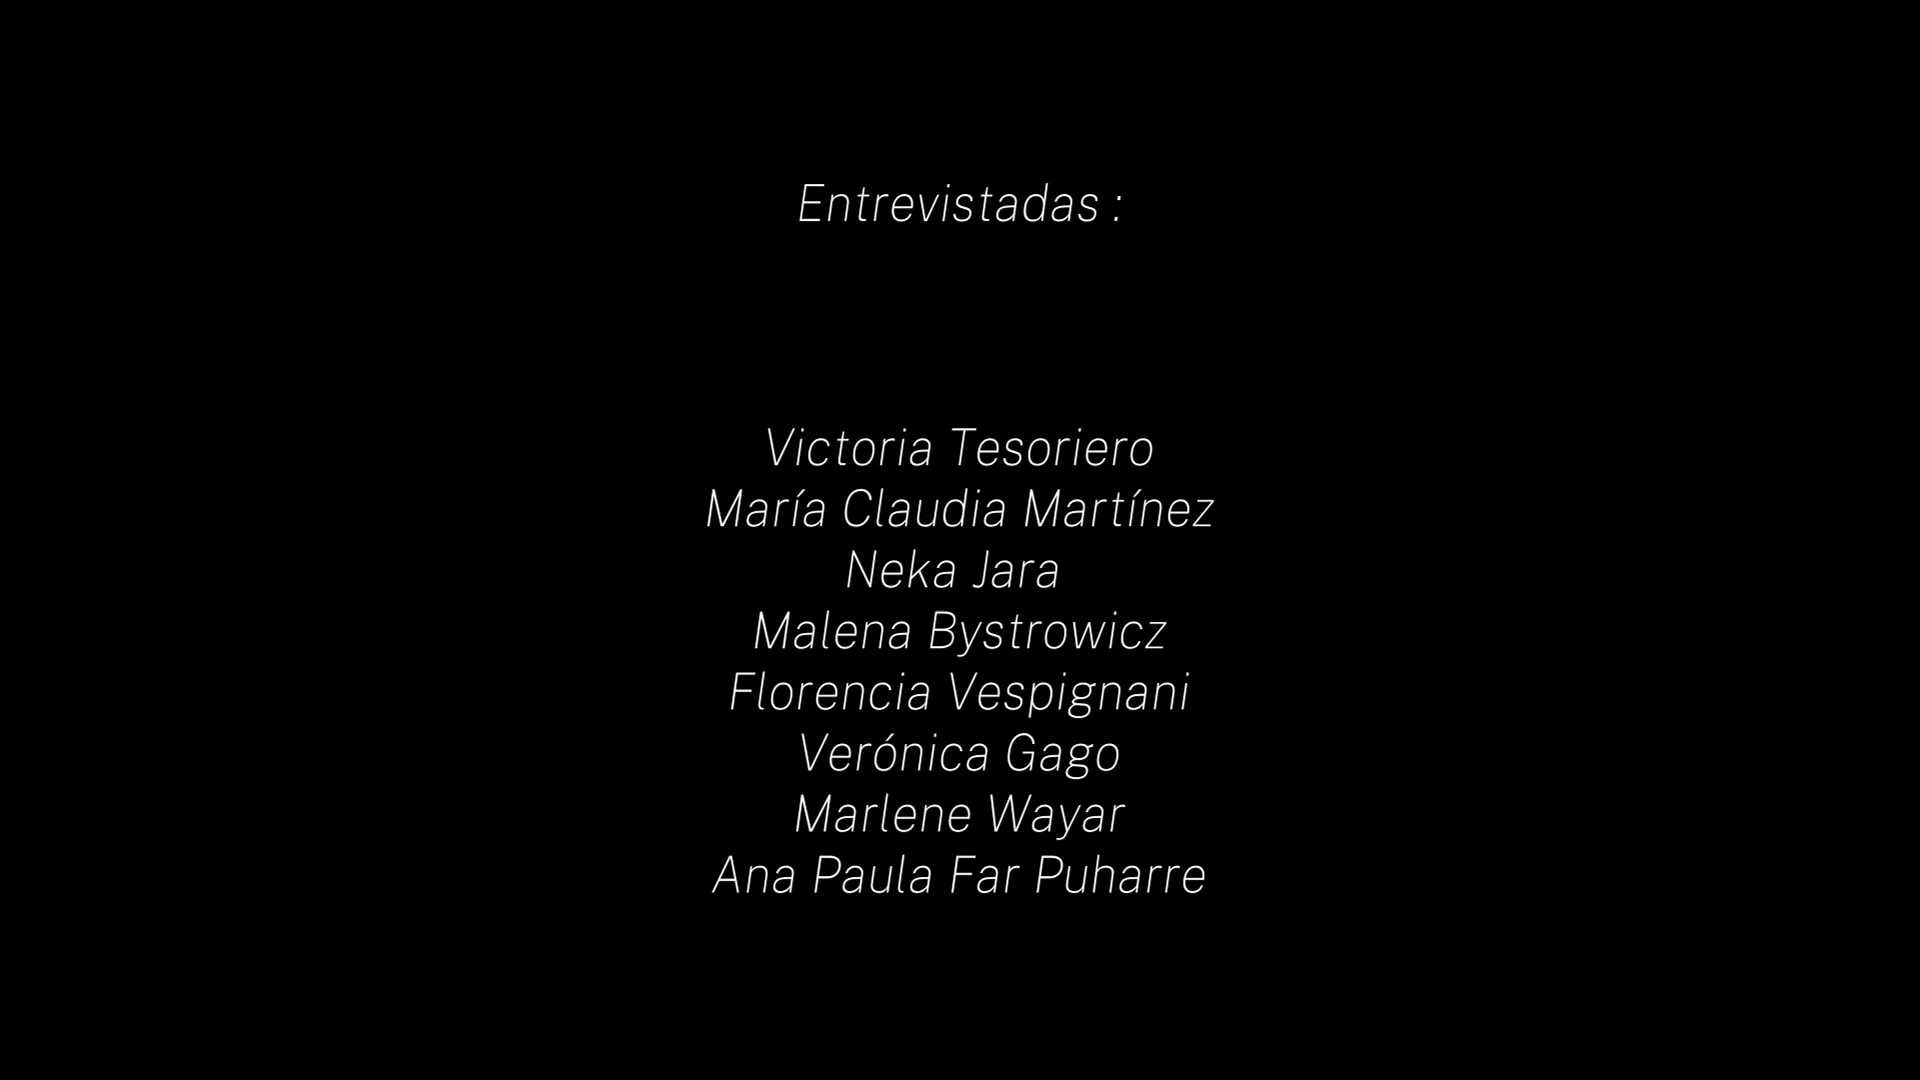 Entrevistadas :
Victoria Tesoriero
María Claudia Martínez
Neka Jara
Malena Bystrowicz
Florencia Vespignani
Verónica Gago
Marlene Wayar
Ana Paula Far Puharre